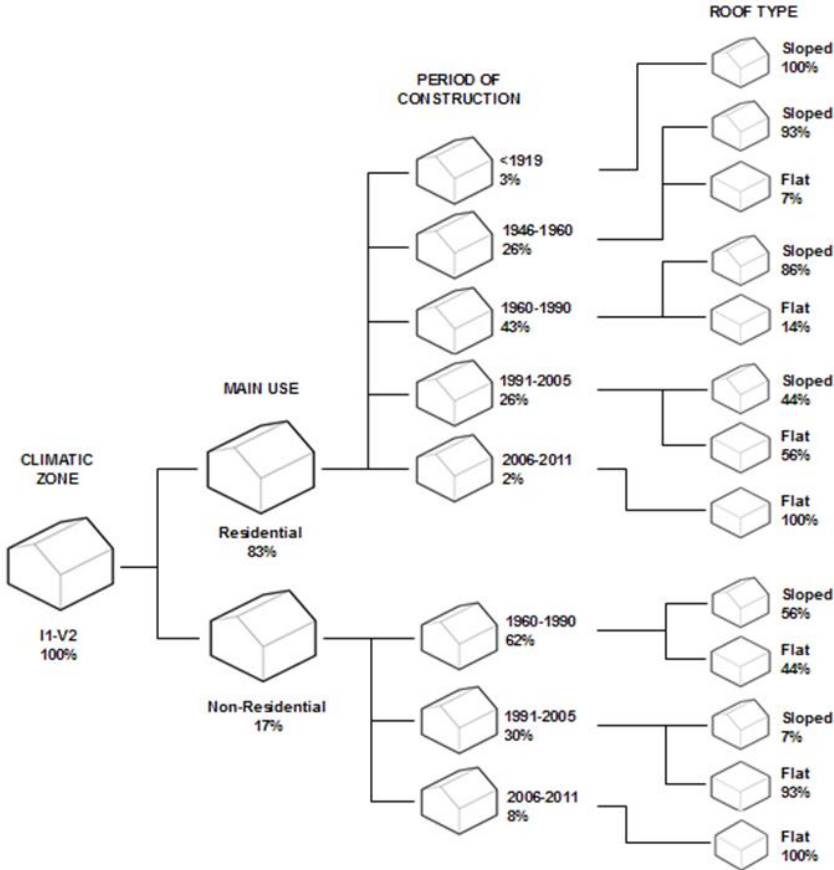 ROOF TYPE
Sloped
100%
PERIOD OF
CONSTRUCTION
Sloped
93%
<1919
3%
Flat
7%
1946-1960
26%
Sloped
86%
1960-1990
43%
Flat
14%
MAIN USE
1991-2005
26%
Sloped
44%
Flat
56%
CLIMATIC
ZONE
2006-2011
2%
Flat
100%
Residential
83%
I1-V2
100%
Sloped
56%
1960-1990
62%
Flat
44%
Non-Residential
17%
1991-2005
30%
Sloped
7%
Flat
93%
2006-2011
8%
Flat
100%